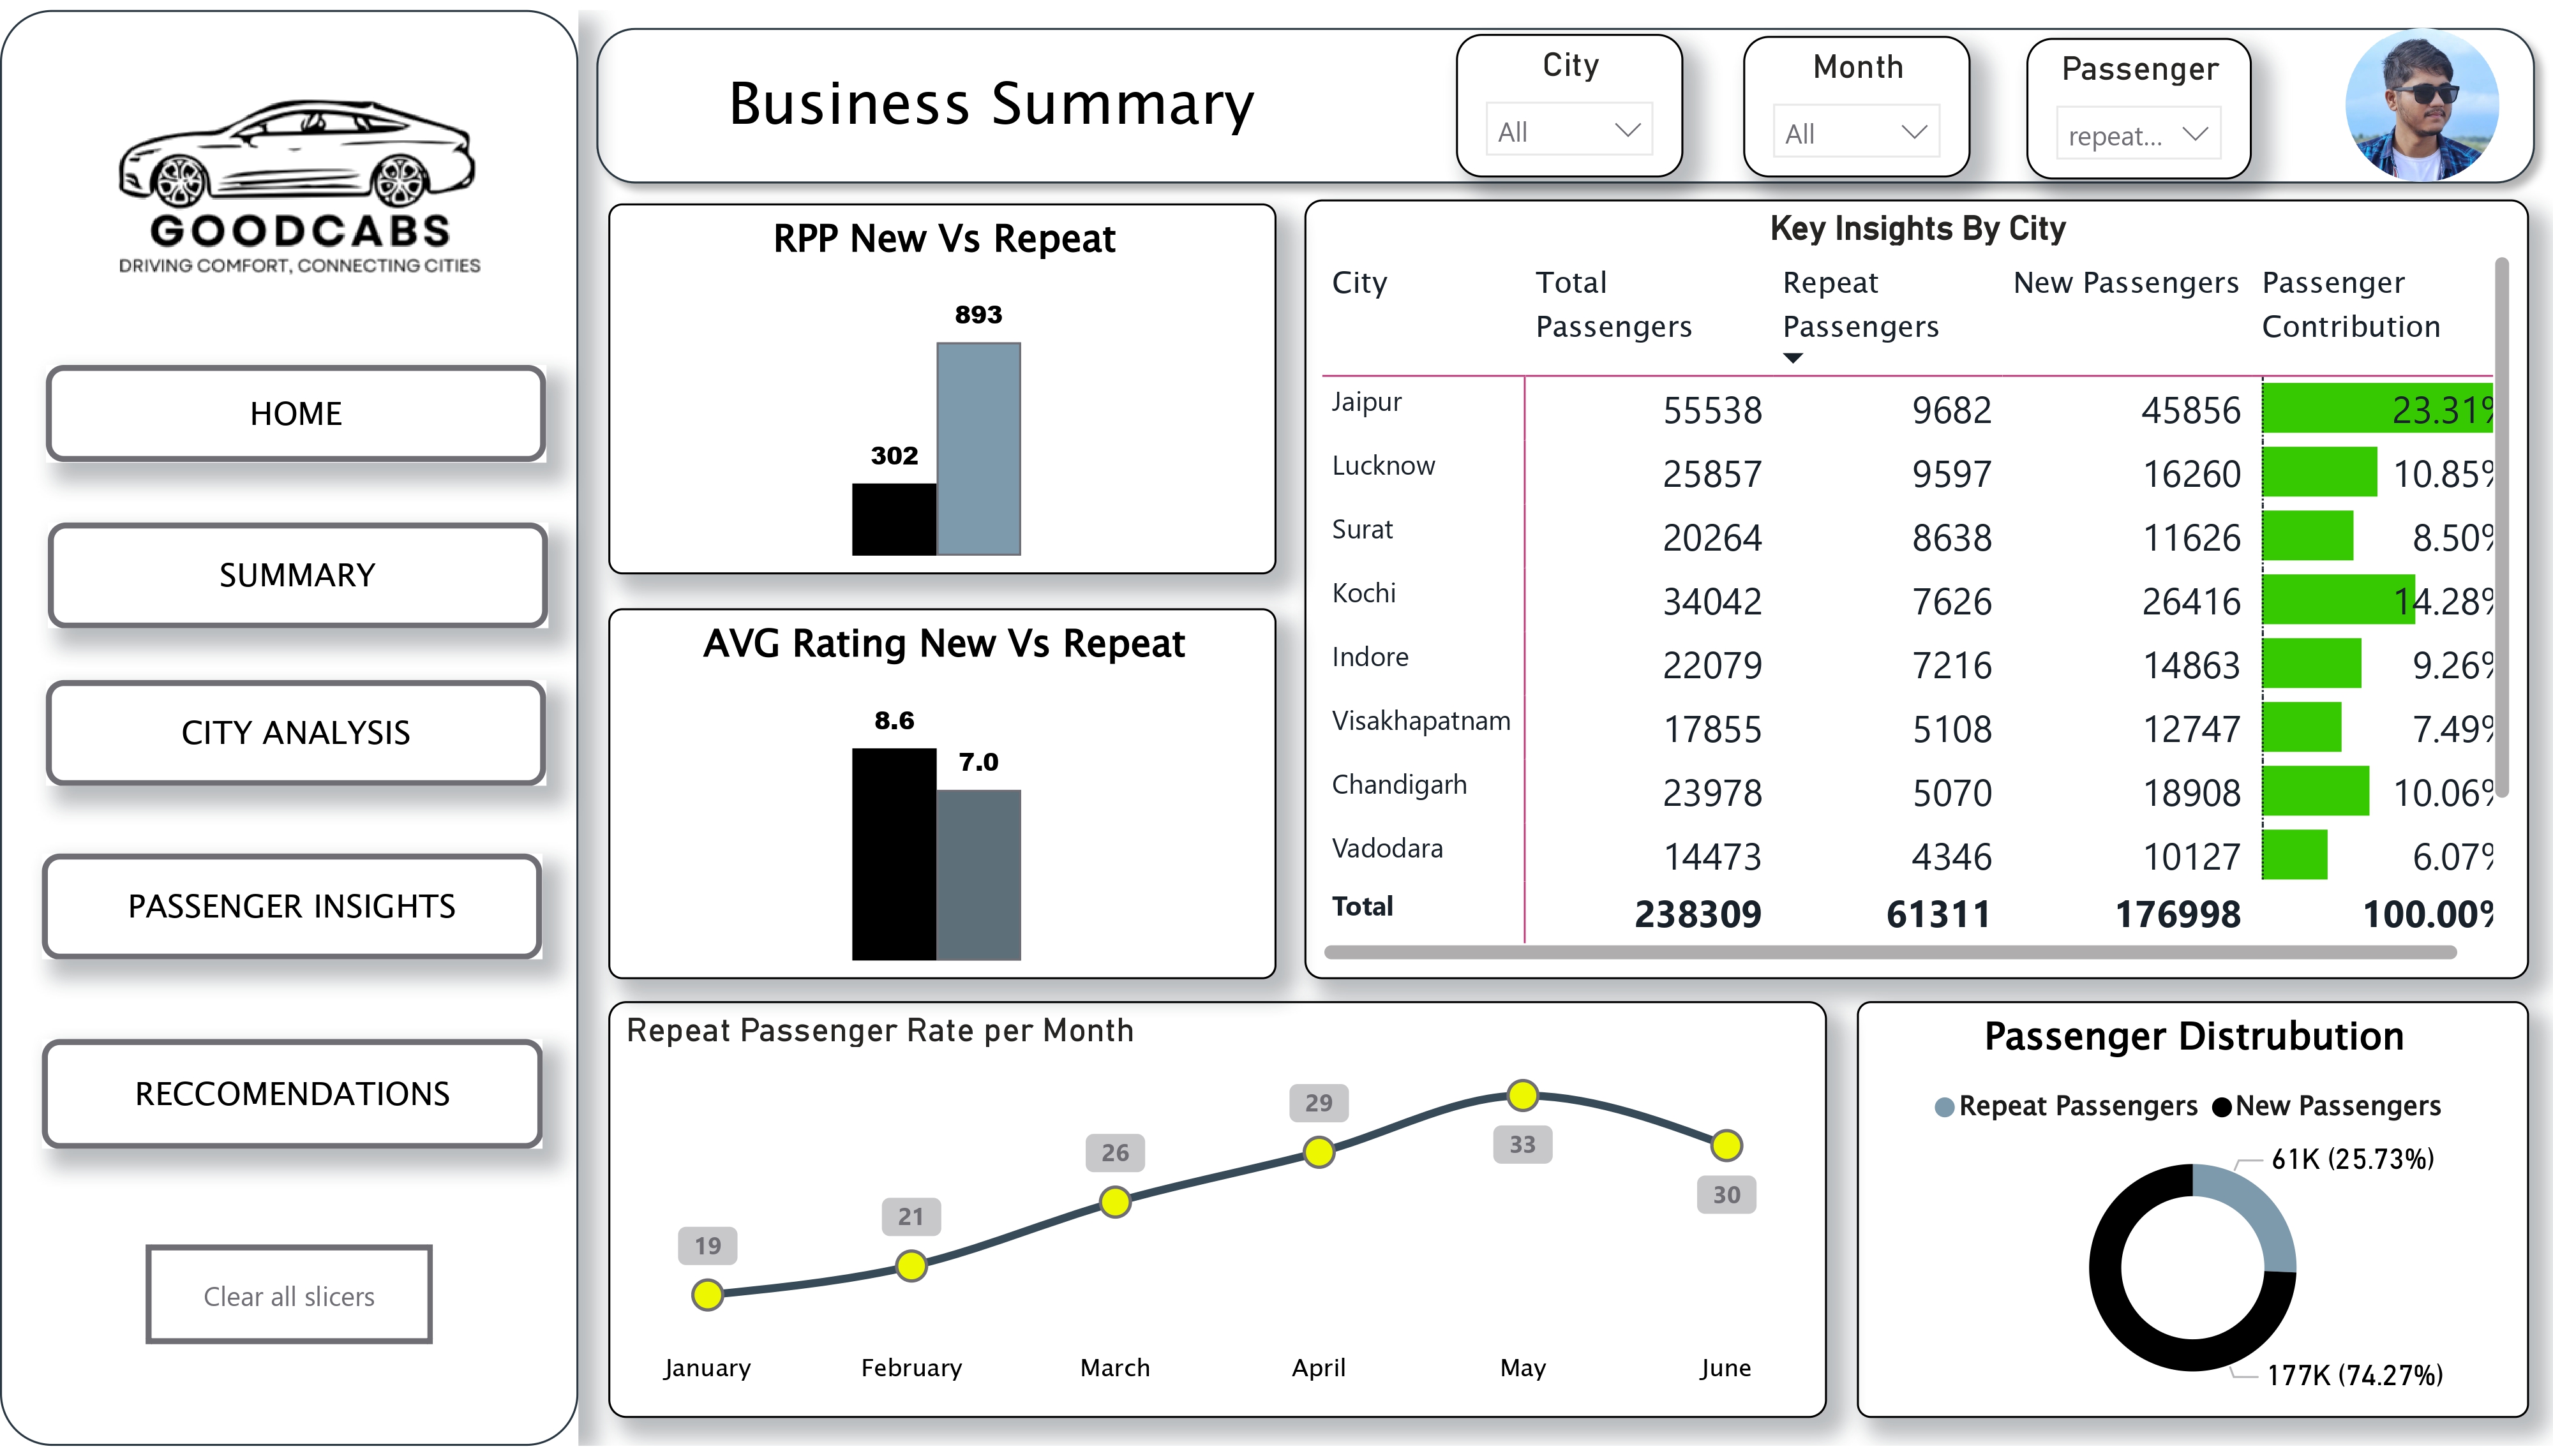 GOODCABS
DRIVING COMFORT, CONNECTING CITIES
HOME
SUMMARY
CITY ANALYSIS
PASSENGER INSIGHTS
RECCOMENDATIONS
Clear all slicers
Business Summary
City
All
Month
All
Passenger
repeat...
RPP New Vs Repeat
302
893
AVG Rating New Vs Repeat
8.6
7.0
Key Insights By City
City Total Passengers Repeat Passengers New Passengers Passenger Contribution
Jaipur 55538 9682 45856 23.31%
Lucknow 25857 9597 16260 10.85%
Surat 20264 8638 11626 8.50%
Kochi 34042 7626 26416 14.28%
Indore 22079 7216 14863 9.26%
Visakhapatnam 17855 5108 12747 7.49%
Chandigarh 23978 5070 18908 10.06%
Vadodara 14473 4346 10127 6.07%
Total 238309 61311 176998 100.00%
Repeat Passenger Rate per Month
19
21
26
29
33
30
January February March April May June
Passenger Distrubution
Repeat Passengers New Passengers
61K (25.73%)
177K (74.27%)